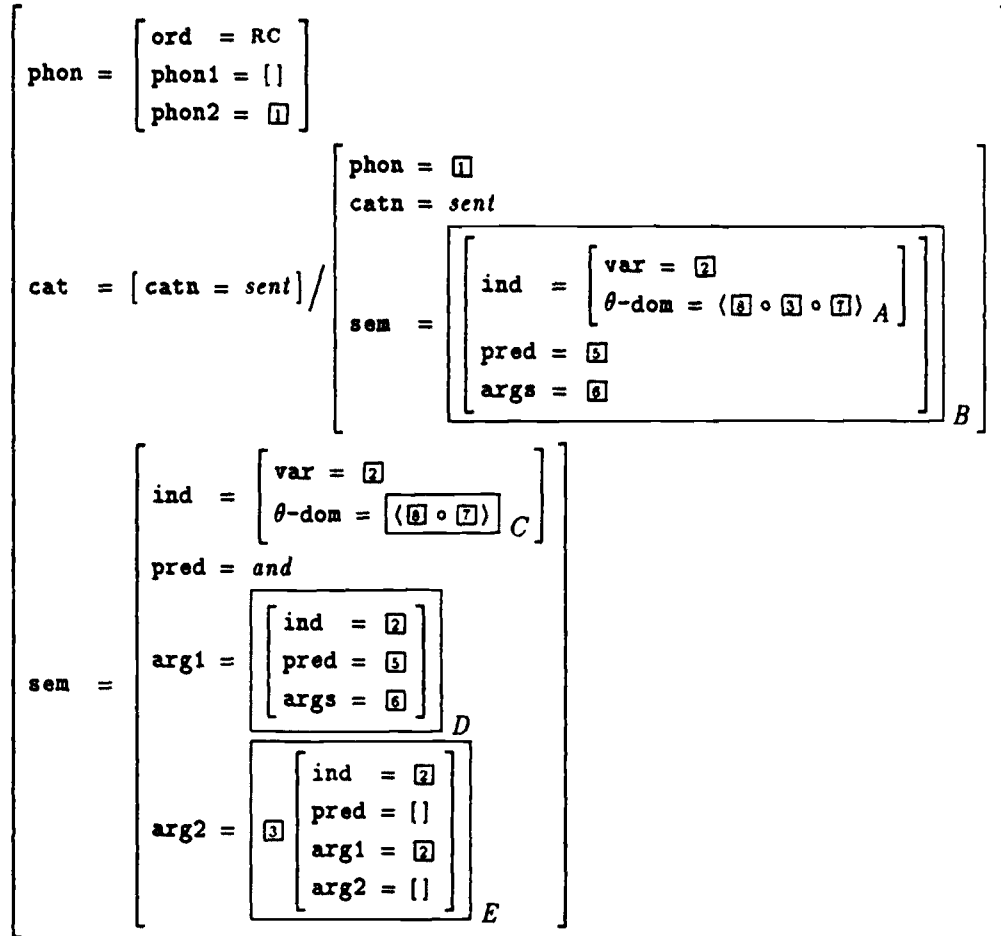 ord = RC
phon = phon1 = []
phon2 = 1
phon = 1
catn = sent
var = 2
ind = θ-dom = ⟨8 ∘ 3 ∘ 7⟩ A
cat = [catn = sent]/
sem =
pred = 5
args = 6
B
var = 2
ind =
θ-dom = ⟨8 ∘ 7⟩ C
pred = and
ind = 2
arg1 = pred = 5
sem = args = 6
D
ind = 2
pred = []
arg2 = 3 arg1 = 2
arg2 = []
E